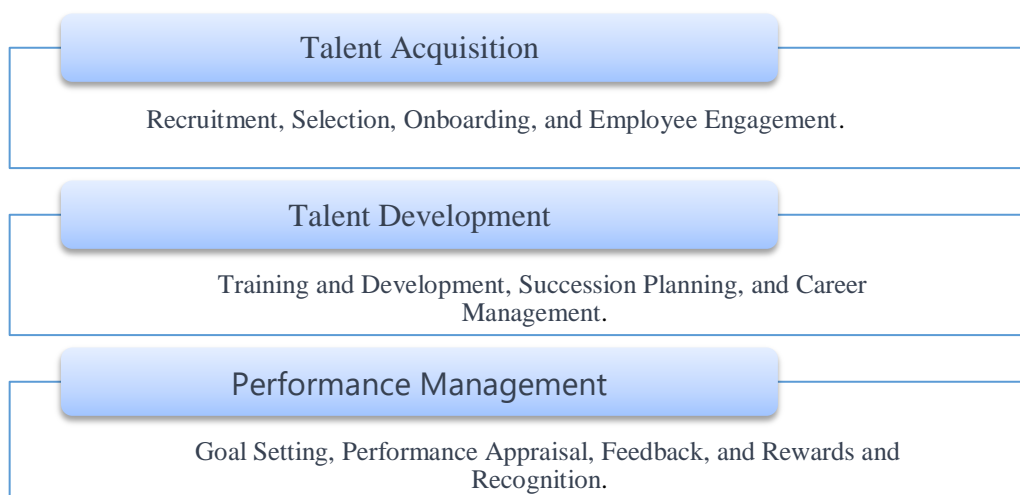 Talent Acquisition
Recruitment, Selection, Onboarding, and Employee Engagement.
Talent Development
Training and Development, Succession Planning, and Career
Management.
Performance Management
Goal Setting, Performance Appraisal, Feedback, and Rewards and
Recognition.